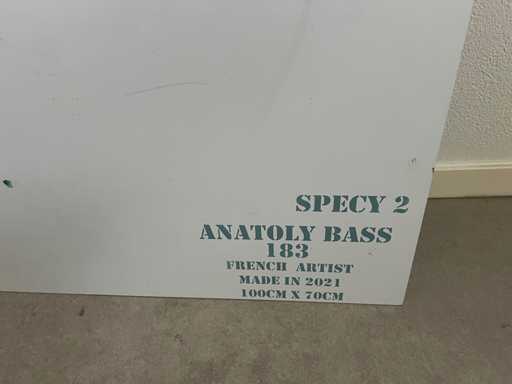 SPECY 2
ANATOLY BASS
183
FRENCH ARTIST
MADE IN 2021
100CM X 70CM